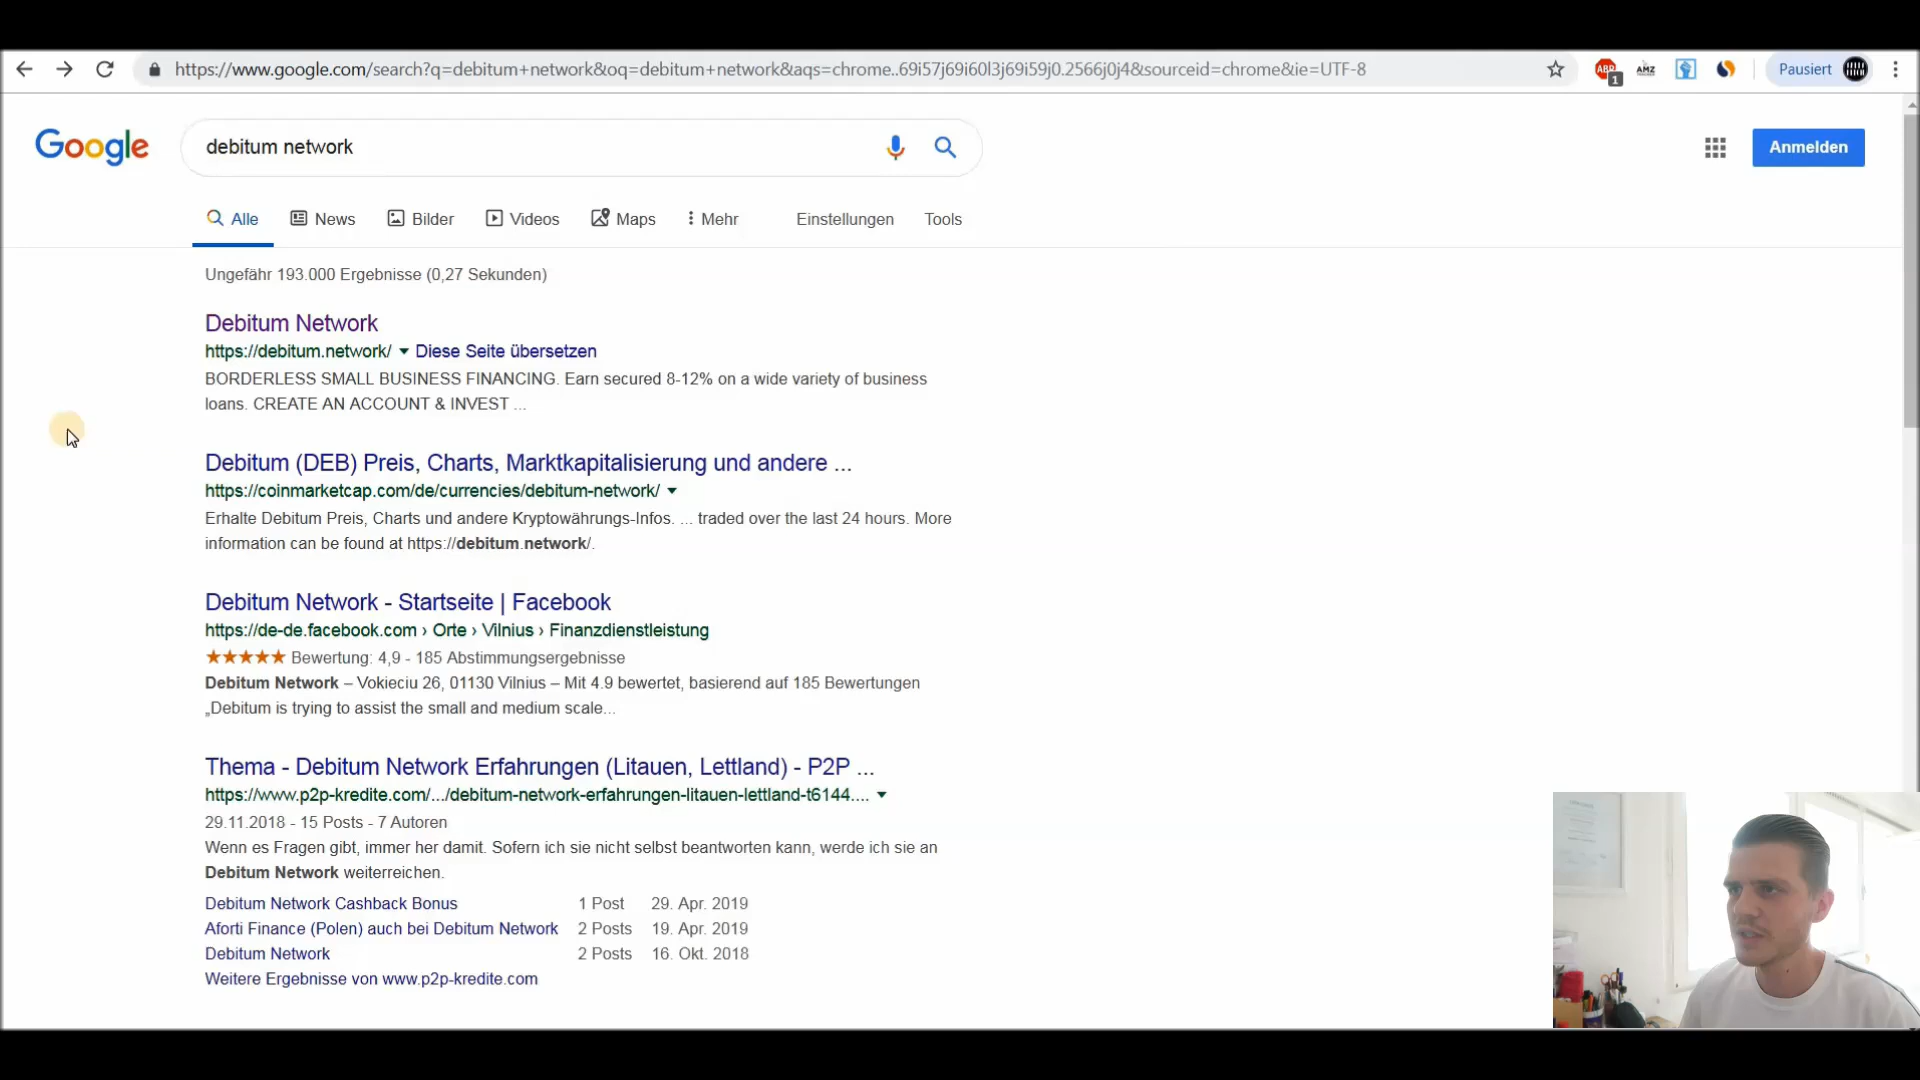 https://www.google.com/search?q=debitum+network&oq=debitum+network&aqs=chrome..69i57j69i60l3j69i59j0.2566j0j4&sourceid=chrome&ie=UTF-8
ABP
1
AMZ
Pausiert
Google
debitum network
Anmelden
Alle
News
Bilder
Videos
Maps
Mehr
Einstellungen
Tools
Ungefähr 193.000 Ergebnisse (0,27 Sekunden)
Debitum Network
https://debitum.network/ Diese Seite übersetzen
BORDERLESS SMALL BUSINESS FINANCING. Earn secured 8-12% on a wide variety of business
loans. CREATE AN ACCOUNT & INVEST ...
Debitum (DEB) Preis, Charts, Marktkapitalisierung und andere ...
https://coinmarketcap.com/de/currencies/debitum-network/
Erhalte Debitum Preis, Charts und andere Kryptowährungs-Infos. ... traded over the last 24 hours. More
information can be found at https://debitum.network/.
Debitum Network - Startseite | Facebook
https://de-de.facebook.com › Orte › Vilnius › Finanzdienstleistung
★★★★★ Bewertung: 4,9 - 185 Abstimmungsergebnisse
Debitum Network – Vokieciu 26, 01130 Vilnius – Mit 4.9 bewertet, basierend auf 185 Bewertungen
„Debitum is trying to assist the small and medium scale...
Thema - Debitum Network Erfahrungen (Litauen, Lettland) - P2P ...
https://www.p2p-kredite.com/.../debitum-network-erfahrungen-litauen-lettland-t6144....
29.11.2018 - 15 Posts - 7 Autoren
Wenn es Fragen gibt, immer her damit. Sofern ich sie nicht selbst beantworten kann, werde ich sie an
Debitum Network weiterreichen.
Debitum Network Cashback Bonus 1 Post 29. Apr. 2019
Aforti Finance (Polen) auch bei Debitum Network 2 Posts 19. Apr. 2019
Debitum Network 2 Posts 16. Okt. 2018
Weitere Ergebnisse von www.p2p-kredite.com